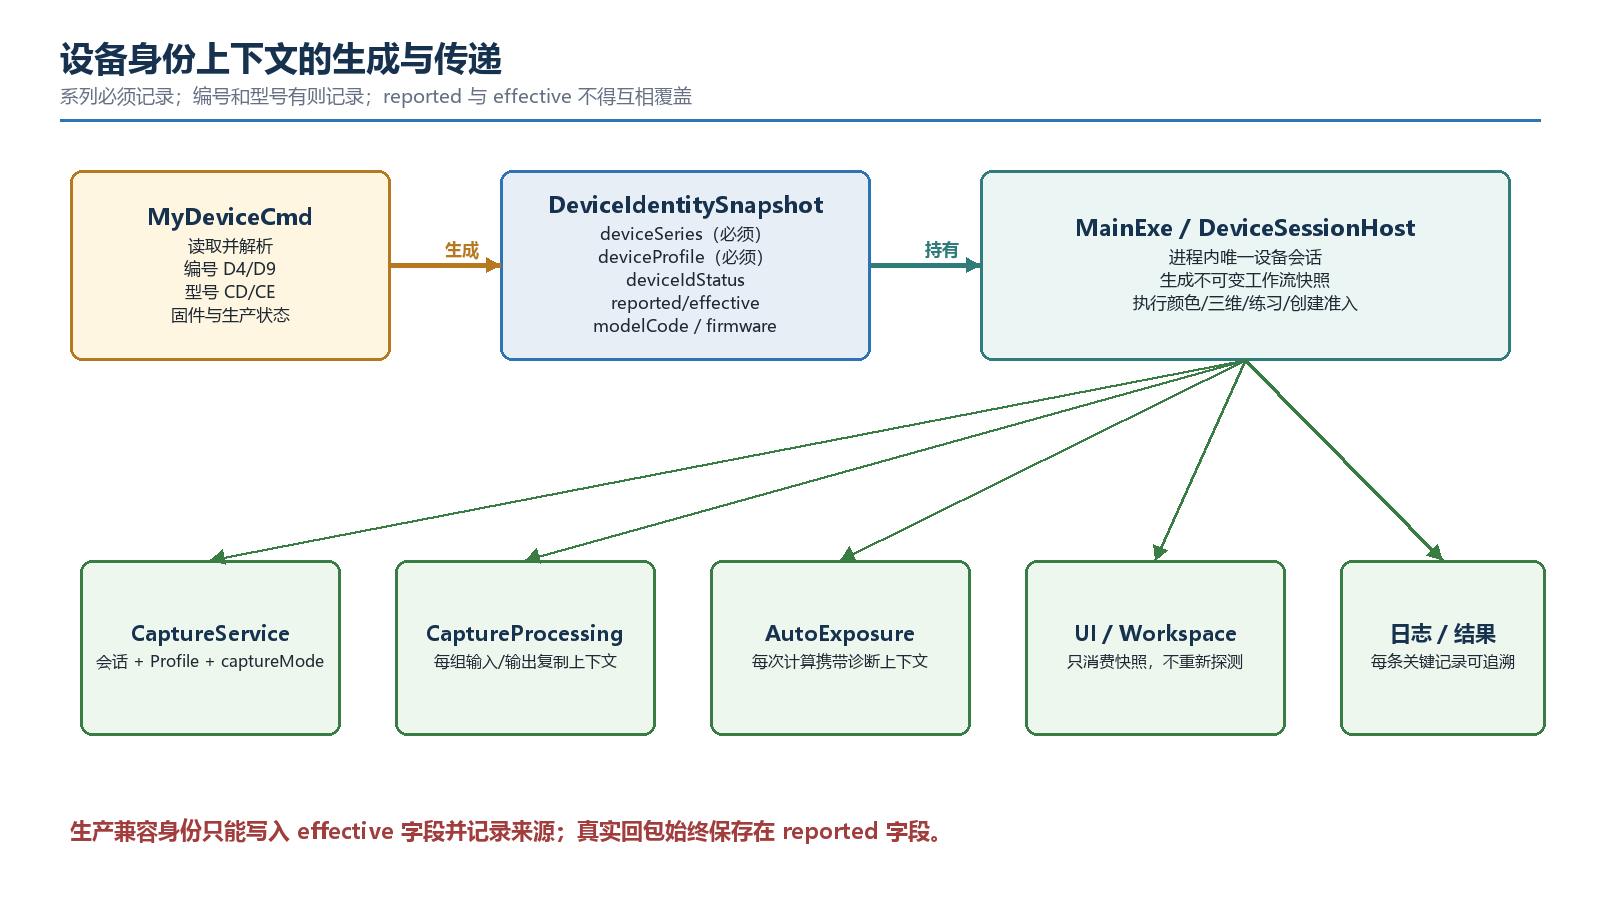 设备身份上下文的生成与传递
系列必须记录；编号和型号有则记录；reported 与 effective 不得互相覆盖
MyDeviceCmd
读取并解析
编号 D4/D9
型号 CD/CE
固件与生产状态
生成
DeviceIdentitySnapshot
deviceSeries（必须）
deviceProfile（必须）
deviceIdStatus
reported/effective
modelCode / firmware
持有
MainExe / DeviceSessionHost
进程内唯一设备会话
生成不可变工作流快照
执行颜色/三维/练习/创建准入
CaptureService
会话 + Profile + captureMode
CaptureProcessing
每组输入/输出复制上下文
AutoExposure
每次计算携带诊断上下文
UI / Workspace
只消费快照，不重新探测
日志 / 结果
每条关键记录可追溯
生产兼容身份只能写入 effective 字段并记录来源；真实回包始终保存在 reported 字段。